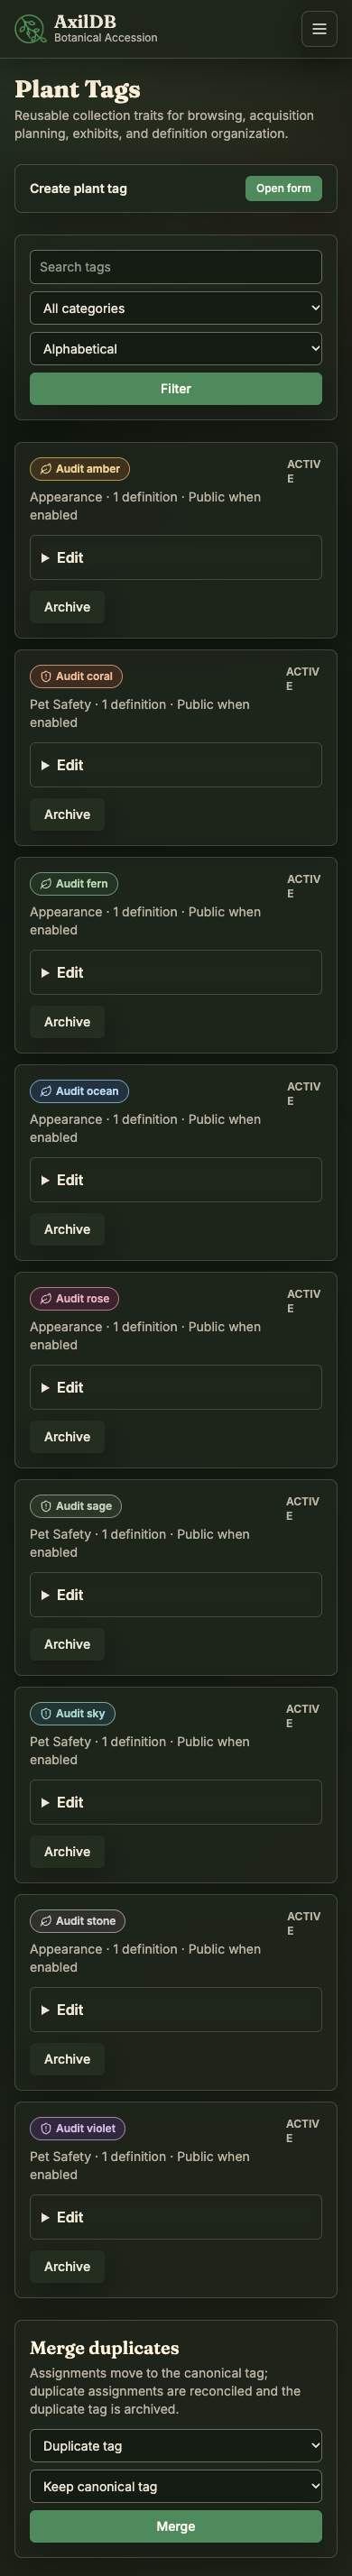 AxilDB
Botanical Accession
Plant Tags
Reusable collection traits for browsing, acquisition
planning, exhibits, and definition organization.
Create plant tag
Open form
Search tags
All categories
Alphabetical
Filter
Audit amber
ACTIV
E
Appearance · 1 definition · Public when
enabled
Edit
Archive
Audit coral
ACTIV
E
Pet Safety · 1 definition · Public when
enabled
Edit
Archive
Audit fern
ACTIV
E
Appearance · 1 definition · Public when
enabled
Edit
Archive
Audit ocean
ACTIV
E
Appearance · 1 definition · Public when
enabled
Edit
Archive
Audit rose
ACTIV
E
Appearance · 1 definition · Public when
enabled
Edit
Archive
Audit sage
ACTIV
E
Pet Safety · 1 definition · Public when
enabled
Edit
Archive
Audit sky
ACTIV
E
Pet Safety · 1 definition · Public when
enabled
Edit
Archive
Audit stone
ACTIV
E
Appearance · 1 definition · Public when
enabled
Edit
Archive
Audit violet
ACTIV
E
Pet Safety · 1 definition · Public when
enabled
Edit
Archive
Merge duplicates
Assignments move to the canonical tag;
duplicate assignments are reconciled and the
duplicate tag is archived.
Duplicate tag
Keep canonical tag
Merge